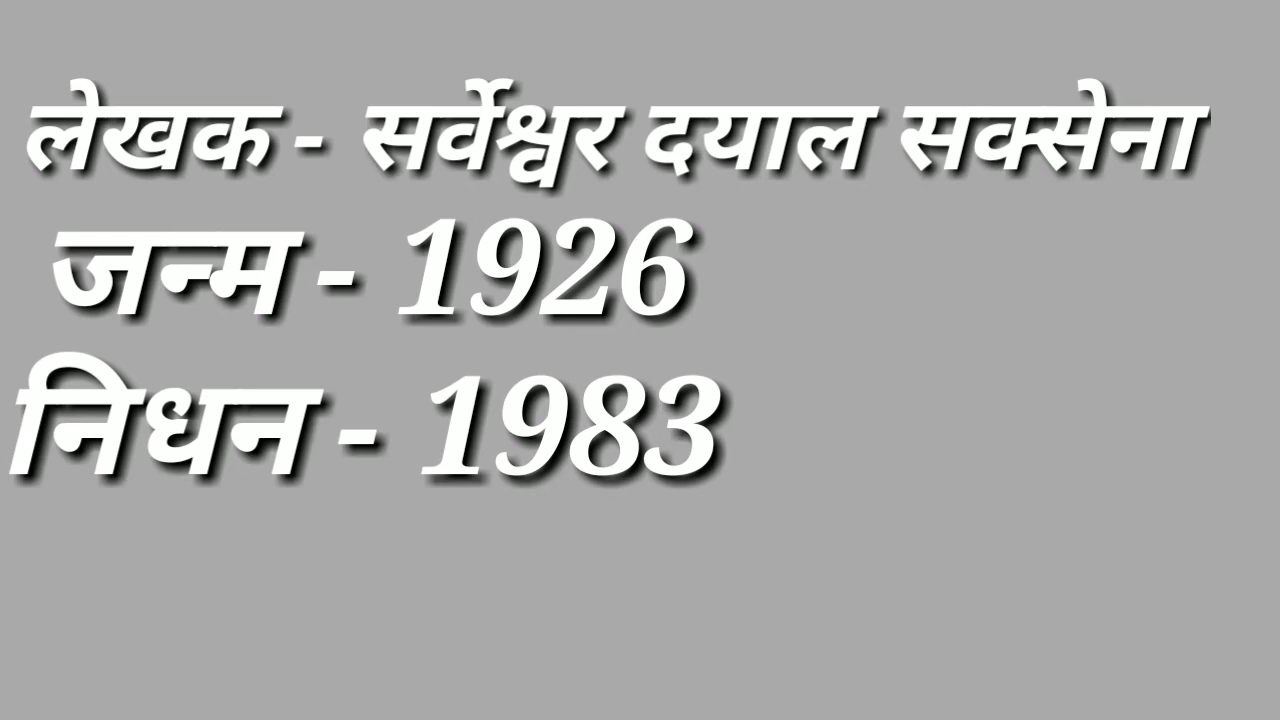 लेखक - सर्वेश्वर दयाल सक्सेना
जन्म - 1926
निधन - 1983